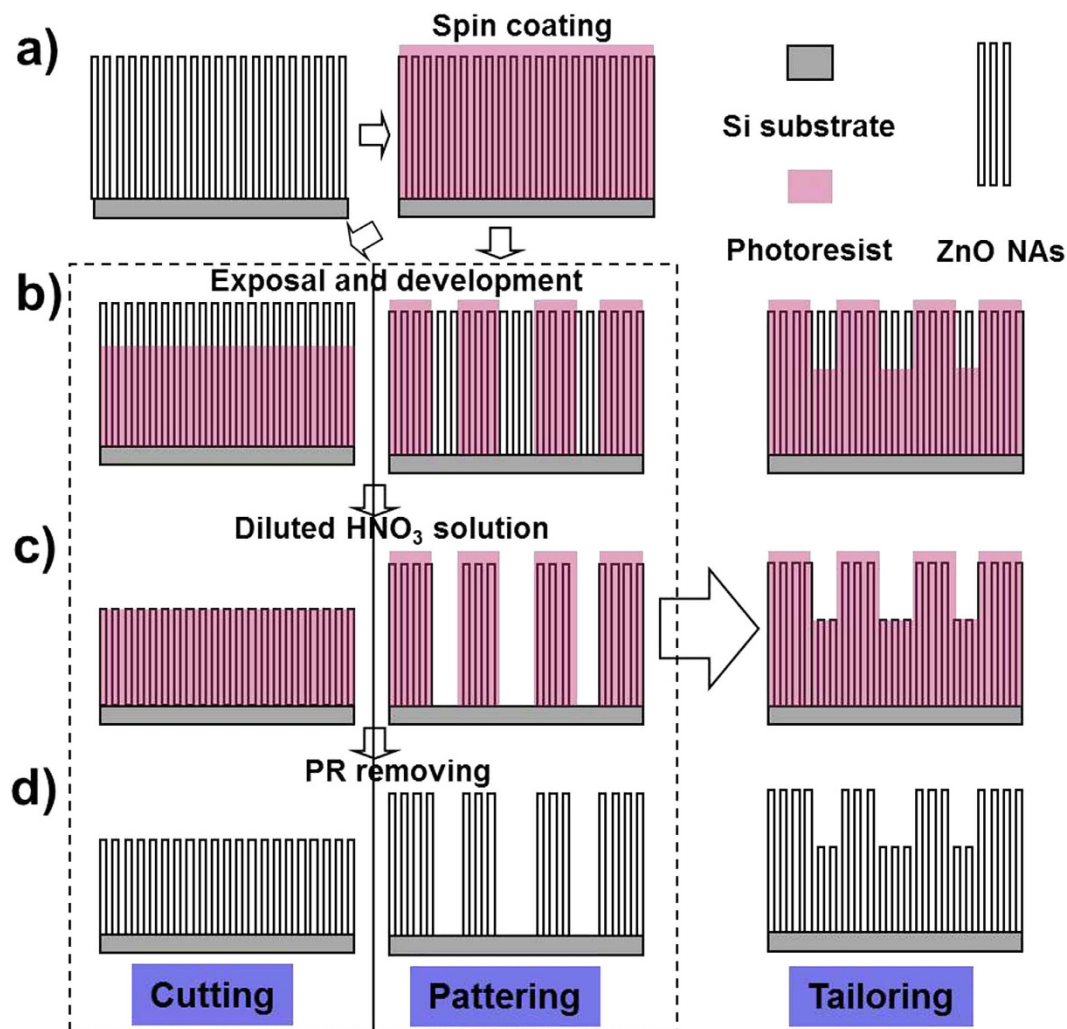 a)
Spin coating
Si substrate
Photoresist
ZnO NAs
b)
Exposal and development
c)
Diluted HNO₃ solution
d)
PR removing
Cutting
Pattering
Tailoring